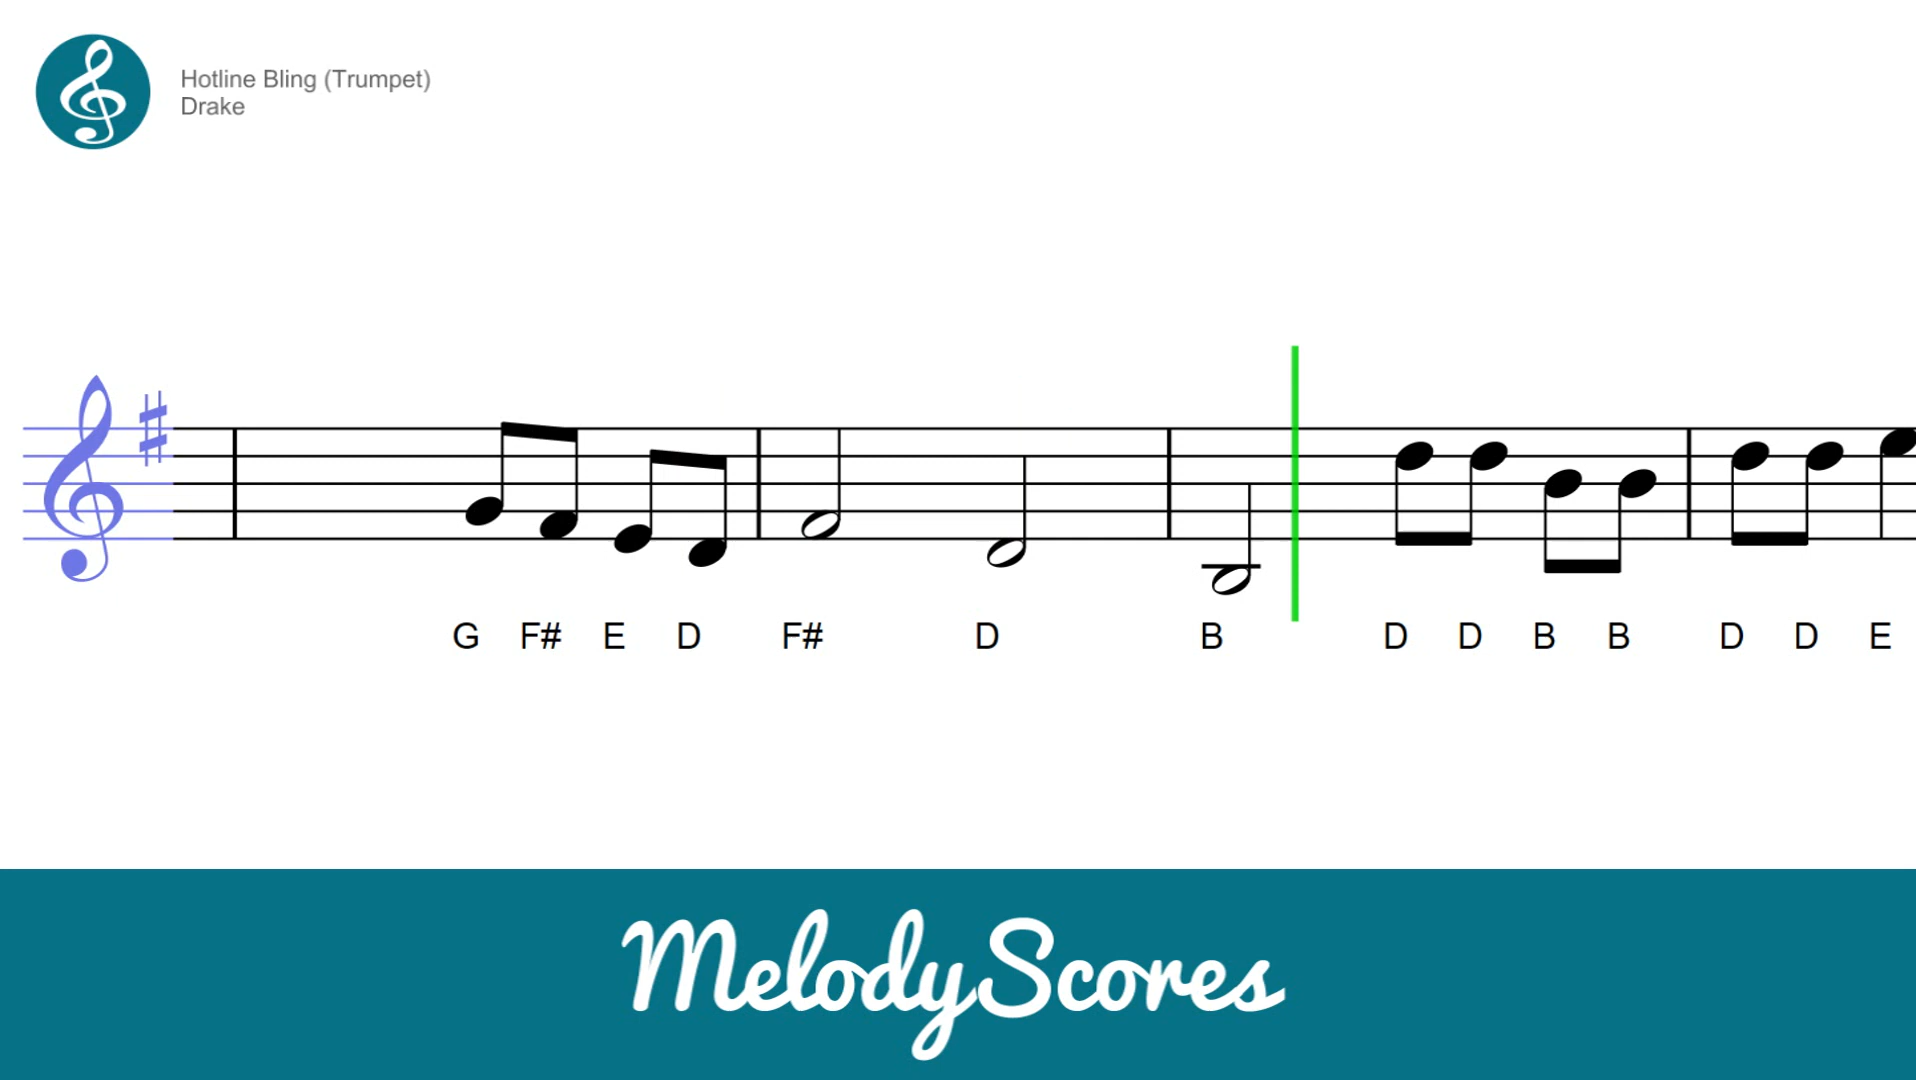 Hotline Bling (Trumpet)
Drake
G F# E D F# D B D D B B D D E
MelodyScores